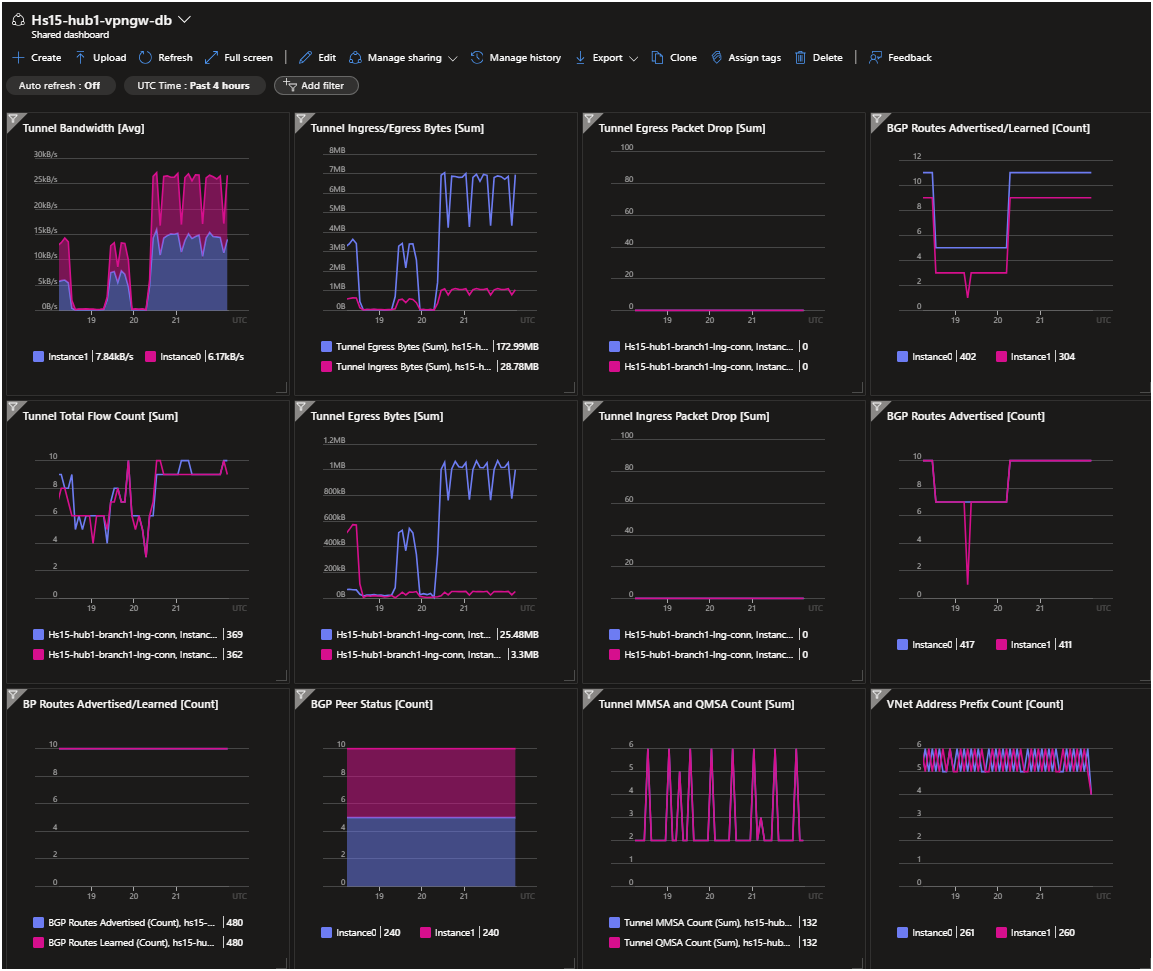 Hs15-hub1-vpngw-db
Shared dashboard
Create Upload Refresh Full screen Edit Manage sharing Manage history Export Clone Assign tags Delete Feedback
Auto refresh : Off UTC Time : Past 4 hours Add filter
Tunnel Bandwidth [Avg]
30kB/s
25kB/s
20kB/s
15kB/s
10kB/s
5kB/s
0B/s
19 20 21 UTC
Instance1 7.84kB/s Instance0 6.17kB/s
Tunnel Ingress/Egress Bytes [Sum]
8MB
7MB
6MB
5MB
4MB
3MB
2MB
1MB
0B
19 20 21 UTC
Tunnel Egress Bytes (Sum), hs15-h... 172.99MB
Tunnel Ingress Bytes (Sum), hs15-h... 28.78MB
Tunnel Egress Packet Drop [Sum]
100
80
60
40
20
0
19 20 21 UTC
Hs15-hub1-branch1-lng-conn, Instanc... 0
Hs15-hub1-branch1-lng-conn, Instanc... 0
BGP Routes Advertised/Learned [Count]
12
10
8
6
4
2
0
19 20 21 UTC
Instance0 402 Instance1 304
Tunnel Total Flow Count [Sum]
10
8
6
4
2
0
19 20 21 UTC
Hs15-hub1-branch1-lng-conn, Instanc... 369
Hs15-hub1-branch1-lng-conn, Instanc... 362
Tunnel Egress Bytes [Sum]
1.2MB
1MB
800kB
600kB
400kB
200kB
0B
19 20 21 UTC
Hs15-hub1-branch1-lng-conn, Inst... 25.48MB
Hs15-hub1-branch1-lng-conn, Instan... 3.3MB
Tunnel Ingress Packet Drop [Sum]
100
80
60
40
20
0
19 20 21 UTC
Hs15-hub1-branch1-lng-conn, Instanc... 0
Hs15-hub1-branch1-lng-conn, Instanc... 0
BGP Routes Advertised [Count]
10
8
6
4
2
0
19 20 21 UTC
Instance0 417 Instance1 411
BP Routes Advertised/Learned [Count]
10
8
6
4
2
0
19 20 21 UTC
BGP Routes Advertised (Count), hs15-... 480
BGP Routes Learned (Count), hs15-hu... 480
BGP Peer Status [Count]
10
8
6
4
2
0
19 20 21 UTC
Instance0 240 Instance1 240
Tunnel MMSA and QMSA Count [Sum]
6
5
4
3
2
1
0
19 20 21 UTC
Tunnel MMSA Count (Sum), hs15-hub... 132
Tunnel QMSA Count (Sum), hs15-hub... 132
VNet Address Prefix Count [Count]
6
5
4
3
2
1
0
19 20 21 UTC
Instance0 261 Instance1 260